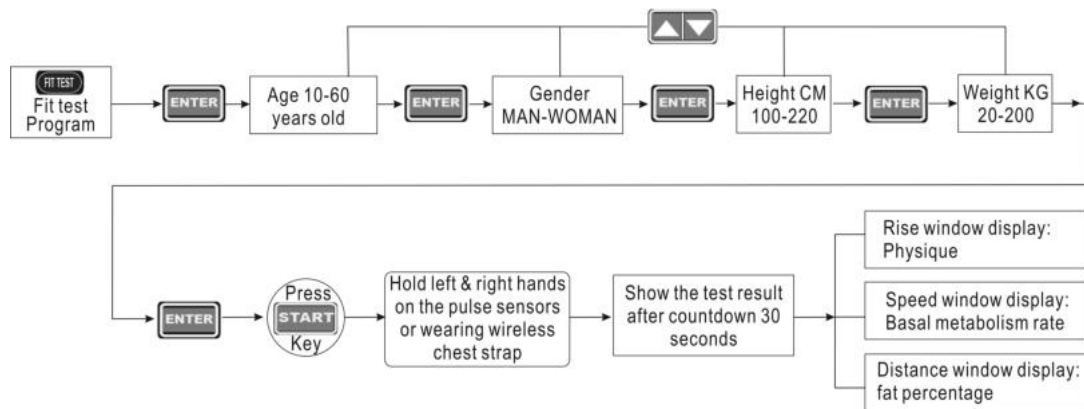 FIT TEST
Fit test
Program
ENTER
Age 10-60
years old
ENTER
Gender
MAN-WOMAN
ENTER
Height CM
100-220
ENTER
Weight KG
20-200
ENTER
Press
START
Key
Hold left & right hands
on the pulse sensors
or wearing wireless
chest strap
Show the test result
after countdown 30
seconds
Rise window display:
Physique
Speed window display:
Basal metabolism rate
Distance window display:
fat percentage